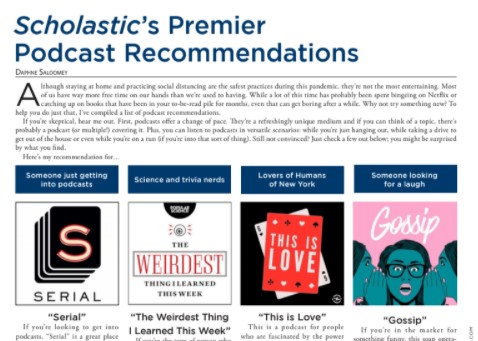 Scholastic's Premier
Podcast Recommendations
DAPHNE SALOOMEY
Although staying at home and practicing social distancing are the safest practices during this pandemic, they're not the most entertaining. Most
of us have way more free time on our hands than we're used to having. While a lot of this time has probably been spent bingeing on Netflix or
catching up on books that have been in your to-be-read pile for months, even that can get boring after a while. Why not try something new? To
help you do just that, I've compiled a list of podcast recommendations.
If you're skeptical, hear me out. First, podcasts offer a change of pace. They're a refreshingly unique medium and if you can think of a topic, there's
probably a podcast (or multiple!) covering it. Plus, you can listen to podcasts in versatile scenarios: while you're just hanging out, while taking a drive to
get out of the house or even while you're on a run (if you're into that sort of thing). Still not convinced? Just check a few out below; you might be surprised
by what you find.
Here's my recommendation for...
Someone just getting
into podcasts
Science and trivia nerds
Lovers of Humans
of New York
Someone looking
for a laugh
S
SERIAL
POPULAR
SCIENCE
THE
WEIRDEST
THING I LEARNED
THIS WEEK
THIS IS
LOVE
Gossip
"Serial"
If you're looking to get into
podcasts, "Serial" is a great place
"The Weirdest Thing
I Learned This Week"
If you're the type of person who
"This is Love"
This is a podcast for people
who are fascinated by the power
"Gossip"
If you're in the market for
something funny, this soap opera-
.COM